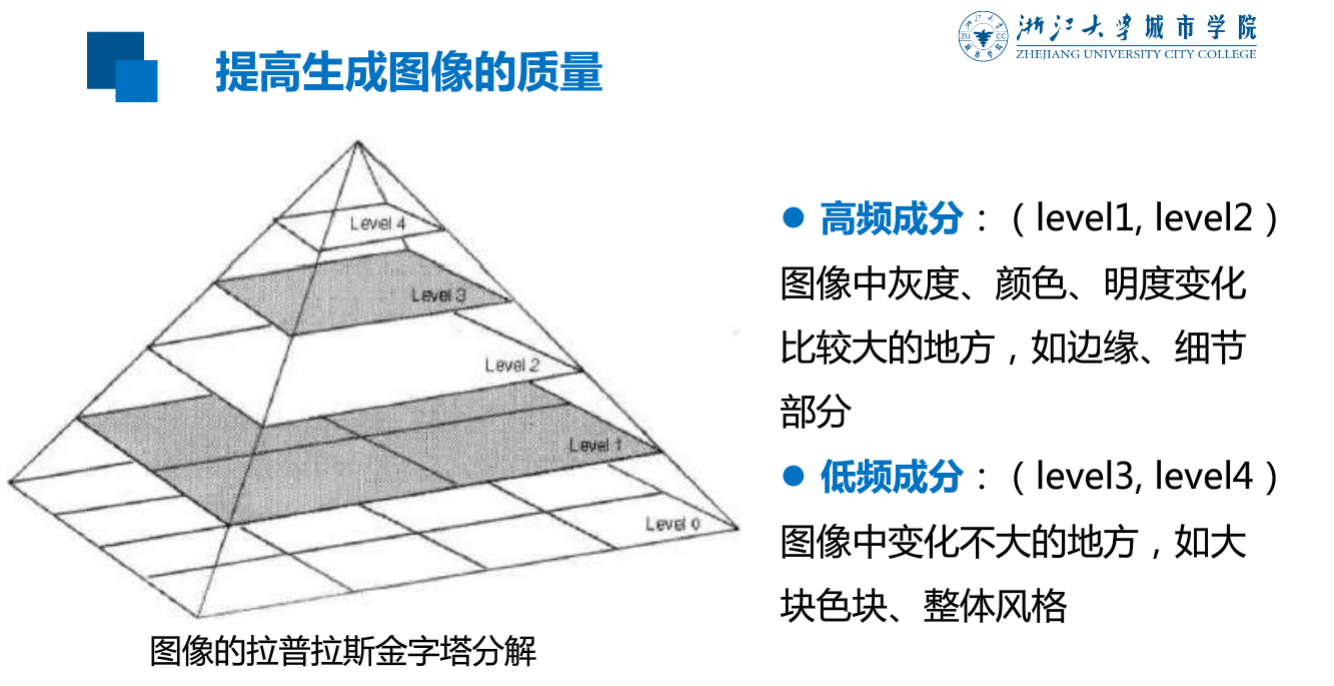 浙江大学城市学院
ZHEJIANG UNIVERSITY CITY COLLEGE
提高生成图像的质量
Level 4
Level 3
Level 2
Level 1
Level 0
图像的拉普拉斯金字塔分解
● 高频成分：（level1, level2）
图像中灰度、颜色、明度变化
比较大的地方，如边缘、细节
部分
● 低频成分：（level3, level4）
图像中变化不大的地方，如大
块色块、整体风格